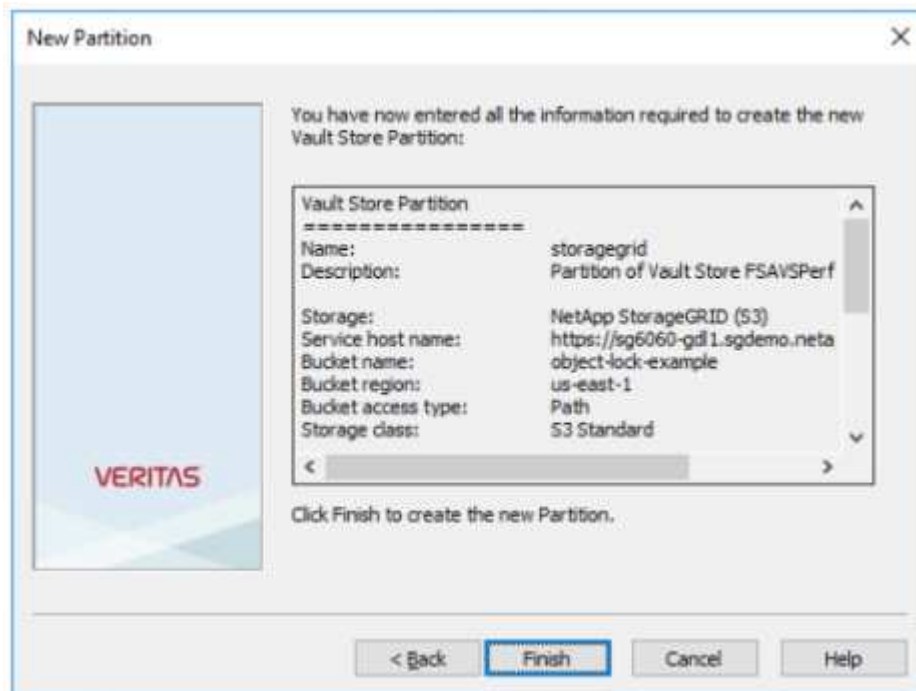 New Partition
You have now entered all the information required to create the new
Vault Store Partition:
Vault Store Partition
=================
Name: storagegrid
Description: Partition of Vault Store FSAVSPerf
Storage: NetApp StorageGRID (S3)
Service host name: https://sg6060-gdl1.sgdemo.neta
Bucket name: object-lock-example
Bucket region: us-east-1
Bucket access type: Path
Storage class: S3 Standard
VERITAS
Click Finish to create the new Partition.
< Back
Finish
Cancel
Help